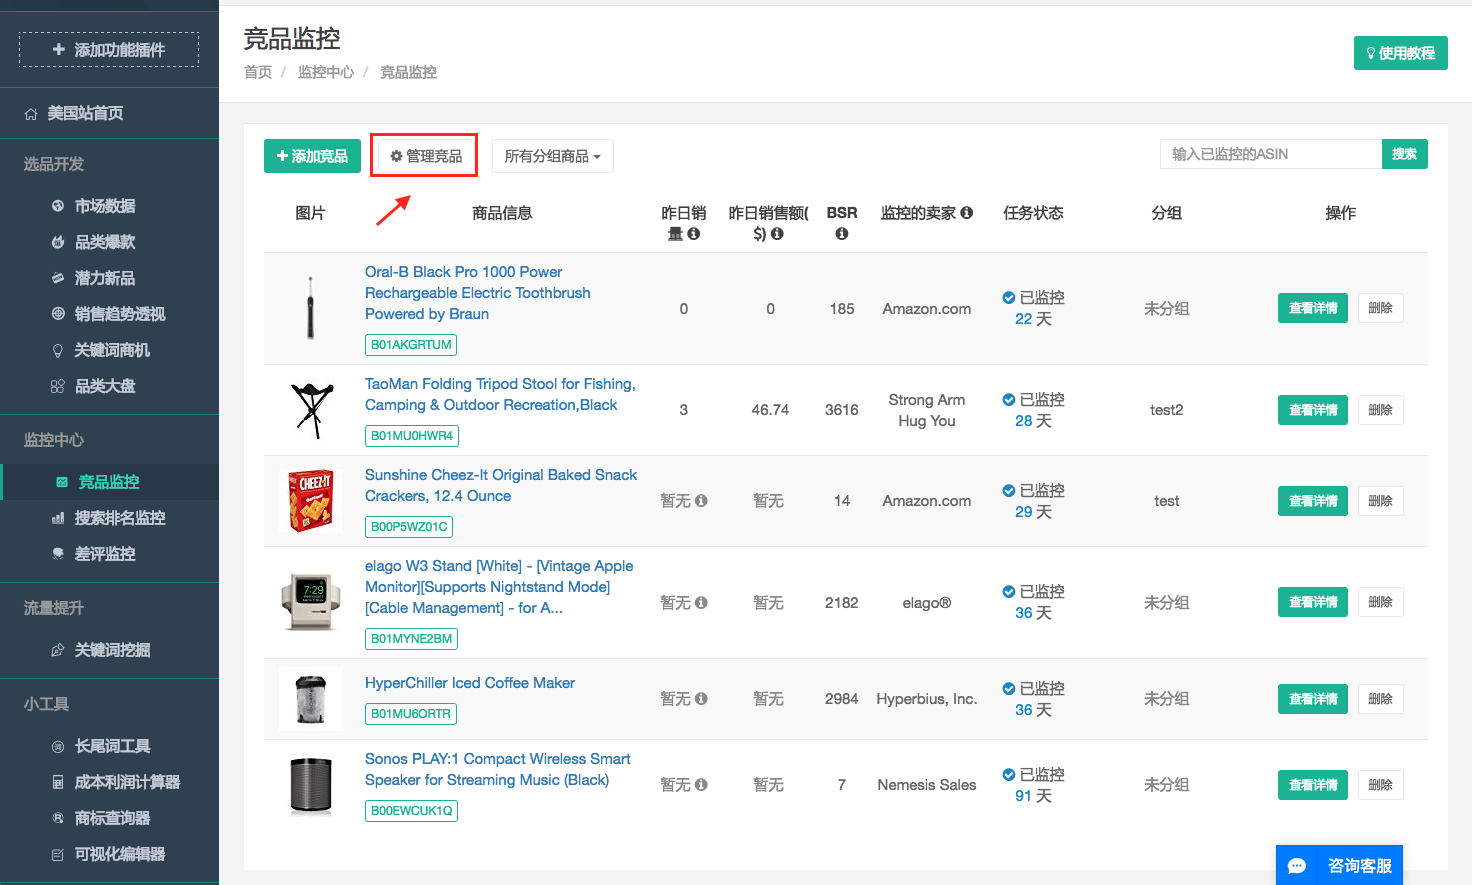 添加功能插件
美国站首页
选品开发
市场数据
品类爆款
潜力新品
销售趋势透视
关键词商机
品类大盘
监控中心
竞品监控
搜索排名监控
差评监控
流量提升
关键词挖掘
小工具
长尾词工具
成本利润计算器
商标查询器
可视化编辑器
竞品监控
首页 / 监控中心 / 竞品监控
使用教程
添加竞品
管理竞品
所有分组商品
输入已监控的ASIN
搜索
图片
商品信息
昨日销
量
昨日销售额(
$)
BSR
监控的卖家
任务状态
分组
操作
Oral-B Black Pro 1000 Power
Rechargeable Electric Toothbrush
Powered by Braun
B01AKGRTUM
0
0
185
Amazon.com
已监控
22 天
未分组
查看详情
删除
TaoMan Folding Tripod Stool for Fishing,
Camping & Outdoor Recreation,Black
B01MU0HWR4
3
46.74
3616
Strong Arm
Hug You
已监控
28 天
test2
查看详情
删除
CHEEZ-IT
Sunshine Cheez-It Original Baked Snack
Crackers, 12.4 Ounce
B00P5WZ01C
暂无
暂无
14
Amazon.com
已监控
29 天
test
查看详情
删除
7:29
elago W3 Stand [White] - [Vintage Apple
Monitor][Supports Nightstand Mode]
[Cable Management] - for A...
B01MYNE2BM
暂无
暂无
2182
elago®
已监控
36 天
未分组
查看详情
删除
HyperChiller Iced Coffee Maker
B01MU6ORTR
暂无
暂无
2984
Hyperbius, Inc.
已监控
36 天
未分组
查看详情
删除
Sonos PLAY:1 Compact Wireless Smart
Speaker for Streaming Music (Black)
B00EWCUK1Q
暂无
暂无
7
Nemesis Sales
已监控
91 天
未分组
查看详情
删除
咨询客服